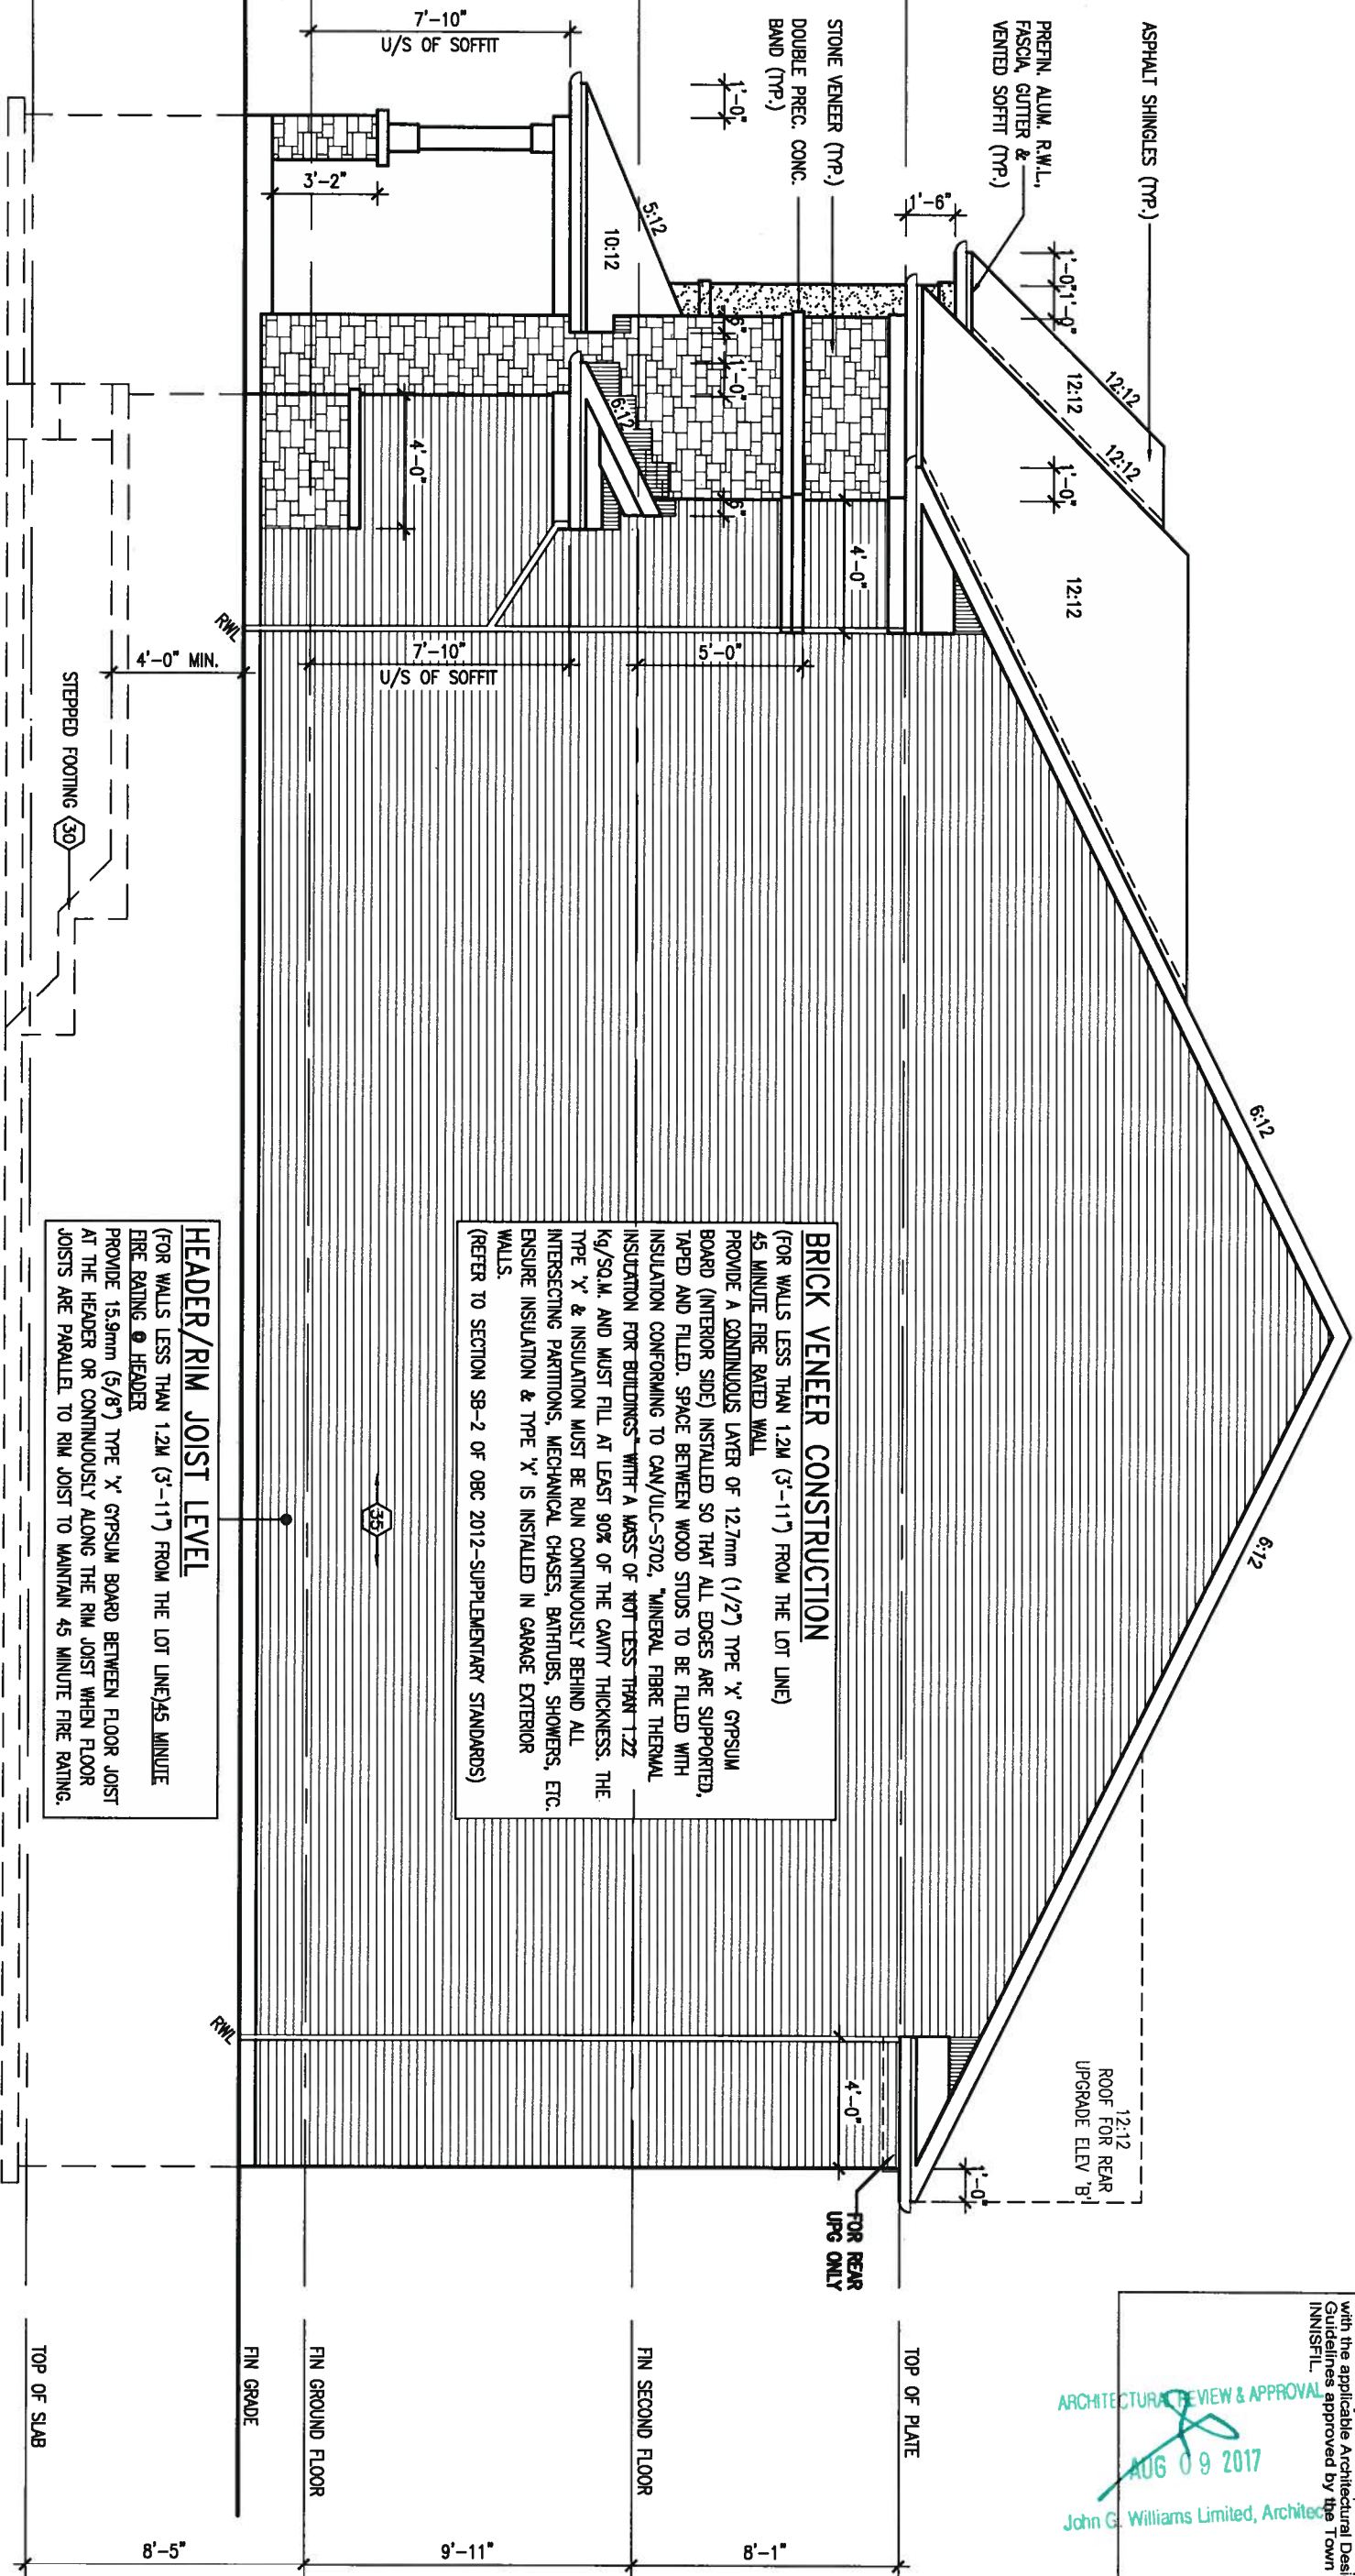 ASPHALT SHINGLES (TYP.)
PREFIN. ALUM. R.W.L.,
FASCIA, GUTTER &
VENTED SOFFIT (TYP.)
STONE VENEER (TYP.)
DOUBLE PREC. CONC.
BAND (TYP.)
7'-10"
U/S OF SOFFIT
1'-0"
3'-2"
1'-6"
1'-0"
1'-0"
12:12
12:12
12:12
1'-0"
12:12
5:12
10:12
6"
1'-0"
6:12
6"
4'-0"
4'-0"
RWL
4'-0" MIN.
7'-10"
U/S OF SOFFIT
5'-0"
STEPPED FOOTING 30
6:12
6:12
BRICK VENEER CONSTRUCTION
(FOR WALLS LESS THAN 1.2M (3'-11") FROM THE LOT LINE)
45 MINUTE FIRE RATED WALL
PROVIDE A CONTINUOUS LAYER OF 12.7mm (1/2") TYPE 'X' GYPSUM
BOARD (INTERIOR SIDE) INSTALLED SO THAT ALL EDGES ARE SUPPORTED,
TAPED AND FILLED. SPACE BETWEEN WOOD STUDS TO BE FILLED WITH
INSULATION CONFORMING TO CAN/ULC-S702, "MINERAL FIBRE THERMAL
INSULATION FOR BUILDINGS" WITH A MASS OF NOT LESS THAN 1.22
KG/SQ.M. AND MUST FILL AT LEAST 90% OF THE CAVITY THICKNESS. THE
TYPE 'X' & INSULATION MUST BE RUN CONTINUOUSLY BEHIND ALL
INTERSECTING PARTITIONS, MECHANICAL CHASES, BATHTUBS, SHOWERS, ETC.
ENSURE INSULATION & TYPE 'X' IS INSTALLED IN GARAGE EXTERIOR
WALLS.
(REFER TO SECTION SB-2 OF OBC 2012-SUPPLEMENTARY STANDARDS)
35
HEADER/RIM JOIST LEVEL
(FOR WALLS LESS THAN 1.2M (3'-11") FROM THE LOT LINE)45 MINUTE
FIRE RATING @ HEADER
PROVIDE 15.9mm (5/8") TYPE 'X' GYPSUM BOARD BETWEEN FLOOR JOIST
AT THE HEADER OR CONTINUOUSLY ALONG THE RIM JOIST WHEN FLOOR
JOISTS ARE PARALLEL TO RIM JOIST TO MAINTAIN 45 MINUTE FIRE RATING.
RWL
4'-0"
1'-0"
12:12
ROOF FOR REAR
UPGRADE ELEV 'B'
FOR REAR
UPG ONLY
TOP OF PLATE
FIN SECOND FLOOR
FIN GROUND FLOOR
FIN GRADE
TOP OF SLAB
8'-1"
9'-11"
8'-5"
with the applicable Architectural Desi
Guidelines approved by the Town
INNISFIL.
ARCHITECTURAL REVIEW & APPROVAL
AUG 09 2017
John G. Williams Limited, Architect